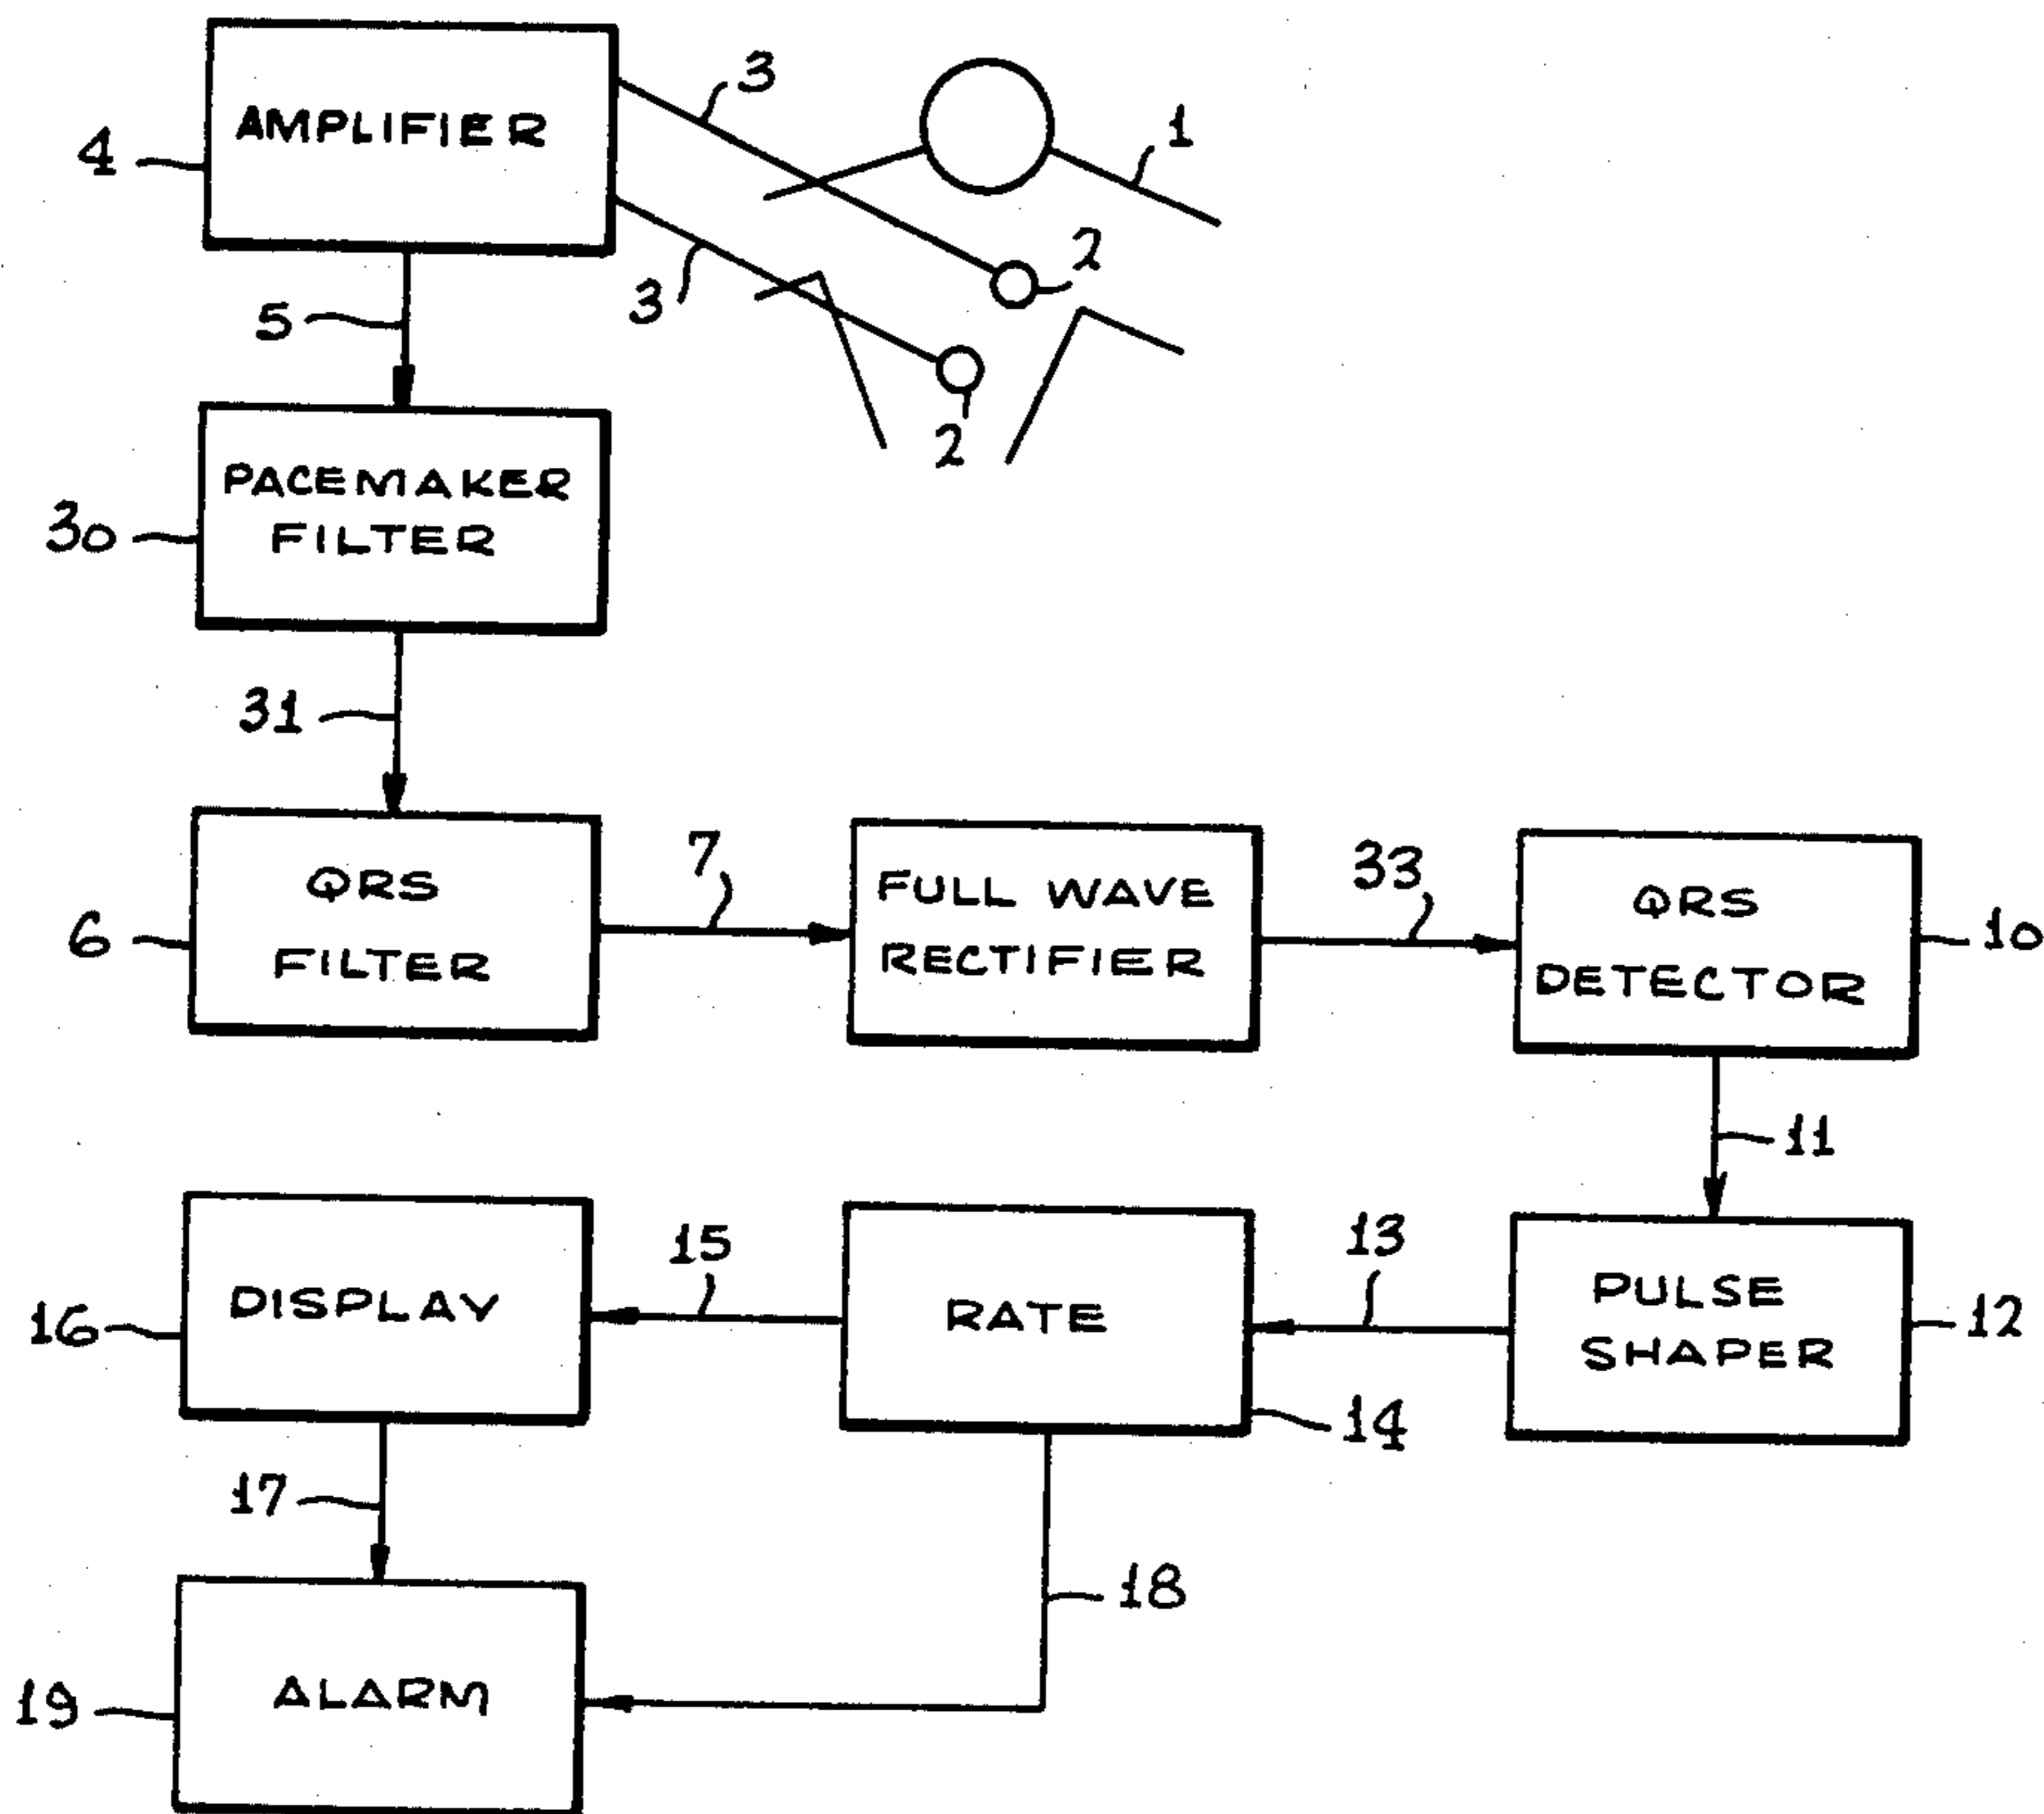 AMPLIFIER
3
1
4
2
3
5
2
PACEMAKER
FILTER
30
31
QRS
FILTER
6
7
FULL WAVE
RECTIFIER
33
QRS
DETECTOR
10
11
DISPLAY
16
15
RATE
14
13
PULSE
SHAPER
12
17
18
ALARM
19